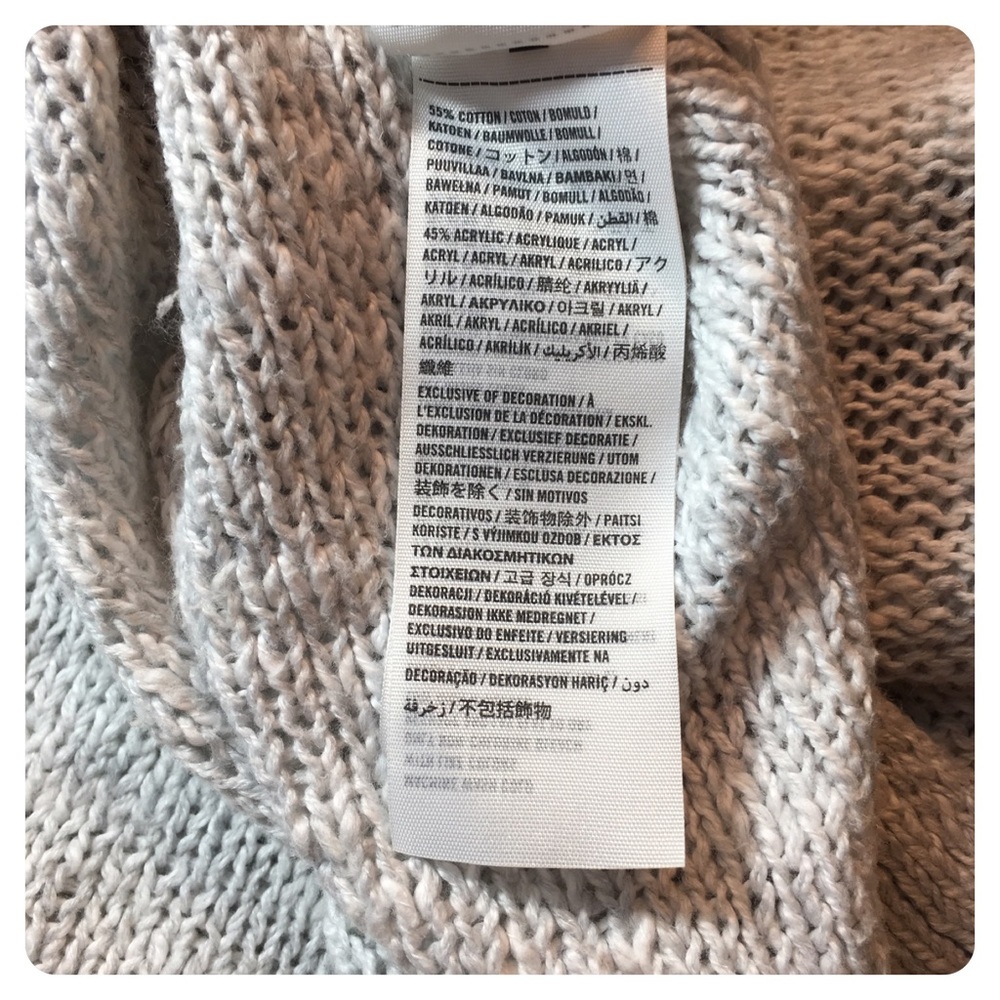 55% COTTON / COTON / BOMULD /
KATOEN / BAUMWOLLE / BOMULL /
COTONE / コットン / ALGODÓN / 棉 /
PUUVILLAA / BAVLNA / BAMBAKI / 면 /
BAWEŁNA / PAMUT / BOMULL / ALGODÃO /
KATOEN / ALGODÃO / PAMUK / القطن / 棉
45% ACRYLIC / ACRYLIQUE / ACRYL /
ACRYL / ACRYL / AKRYL / ACRILICO / アク
リル / ACRÍLICO / 腈纶 / AKRYYLIÄ /
AKRYL / ΑΚΡΥΛΙΚΟ / 아크릴 / AKRYL /
AKRIL / AKRYL / ACRÍLICO / AKRIEL /
ACRÍLICO / AKRİLİK / الأكريليك / 丙烯酸
纖維
EXCLUSIVE OF DECORATION / À
L'EXCLUSION DE LA DÉCORATION / EKSKL.
DEKORATION / EXCLUSIEF DECORATIE /
AUSSCHLIESSLICH VERZIERUNG / UTOM
DEKORATIONEN / ESCLUSA DECORAZIONE /
装飾を除く / SIN MOTIVOS
DECORATIVOS / 装饰物除外 / PAITSI
KORISTE / S VÝJIMKOU OZDOB / ΕΚΤΟΣ
ΤΩΝ ΔΙΑΚΟΣΜΗΤΙΚΩΝ
ΣΤΟΙΧΕΙΩΝ / 고급 장식 / OPRÓCZ
DEKORACJI / DEKORÁCIÓ KIVÉTELÉVEL /
DEKORASJON IKKE MEDREGNET /
EXCLUSIVO DO ENFEITE / VERSIERING
UITGESLUIT / EXCLUSIVAMENTE NA
DECORAÇÃO / DEKORASYON HARIÇ / دون
زخرفة / 不包括飾物